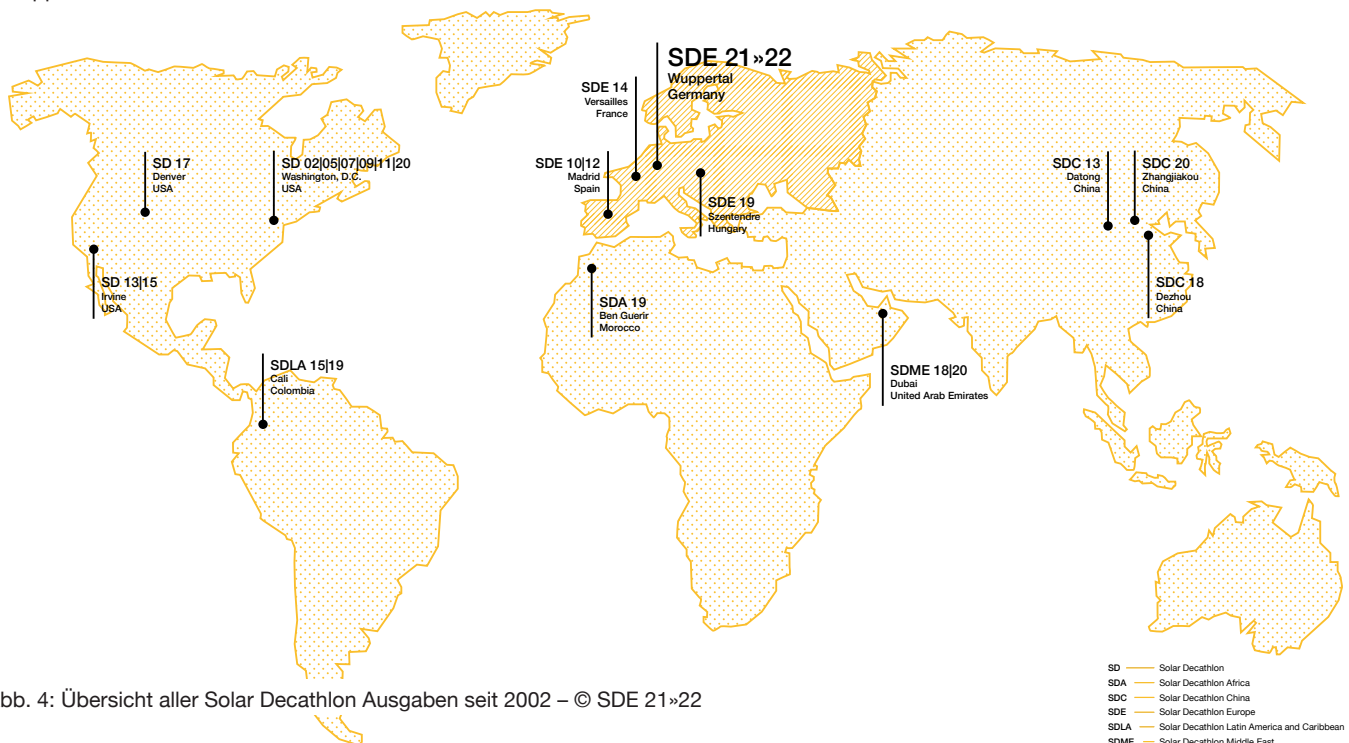 SDE 21»22
Wuppertal
Germany
SDE 14
Versailles
France
SD 17
Denver
USA
SD 02|05|07|09|11|20
Washington, D.C.
USA
SDE 10|12
Madrid
Spain
SDC 13
Datong
China
SDC 20
Zhangjiakou
China
SDE 19
Szentendre
Hungary
SD 13|15
Irvine
USA
SDA 19
Ben Guerir
Morocco
SDC 18
Dezhou
China
SDLA 15|19
Cali
Colombia
SDME 18|20
Dubai
United Arab Emirates
SD Solar Decathlon
SDA Solar Decathlon Africa
SDC Solar Decathlon China
SDE Solar Decathlon Europe
SDLA Solar Decathlon Latin America and Caribbean
SDME Solar Decathlon Middle East
bb. 4: Übersicht aller Solar Decathlon Ausgaben seit 2002 – © SDE 21»22